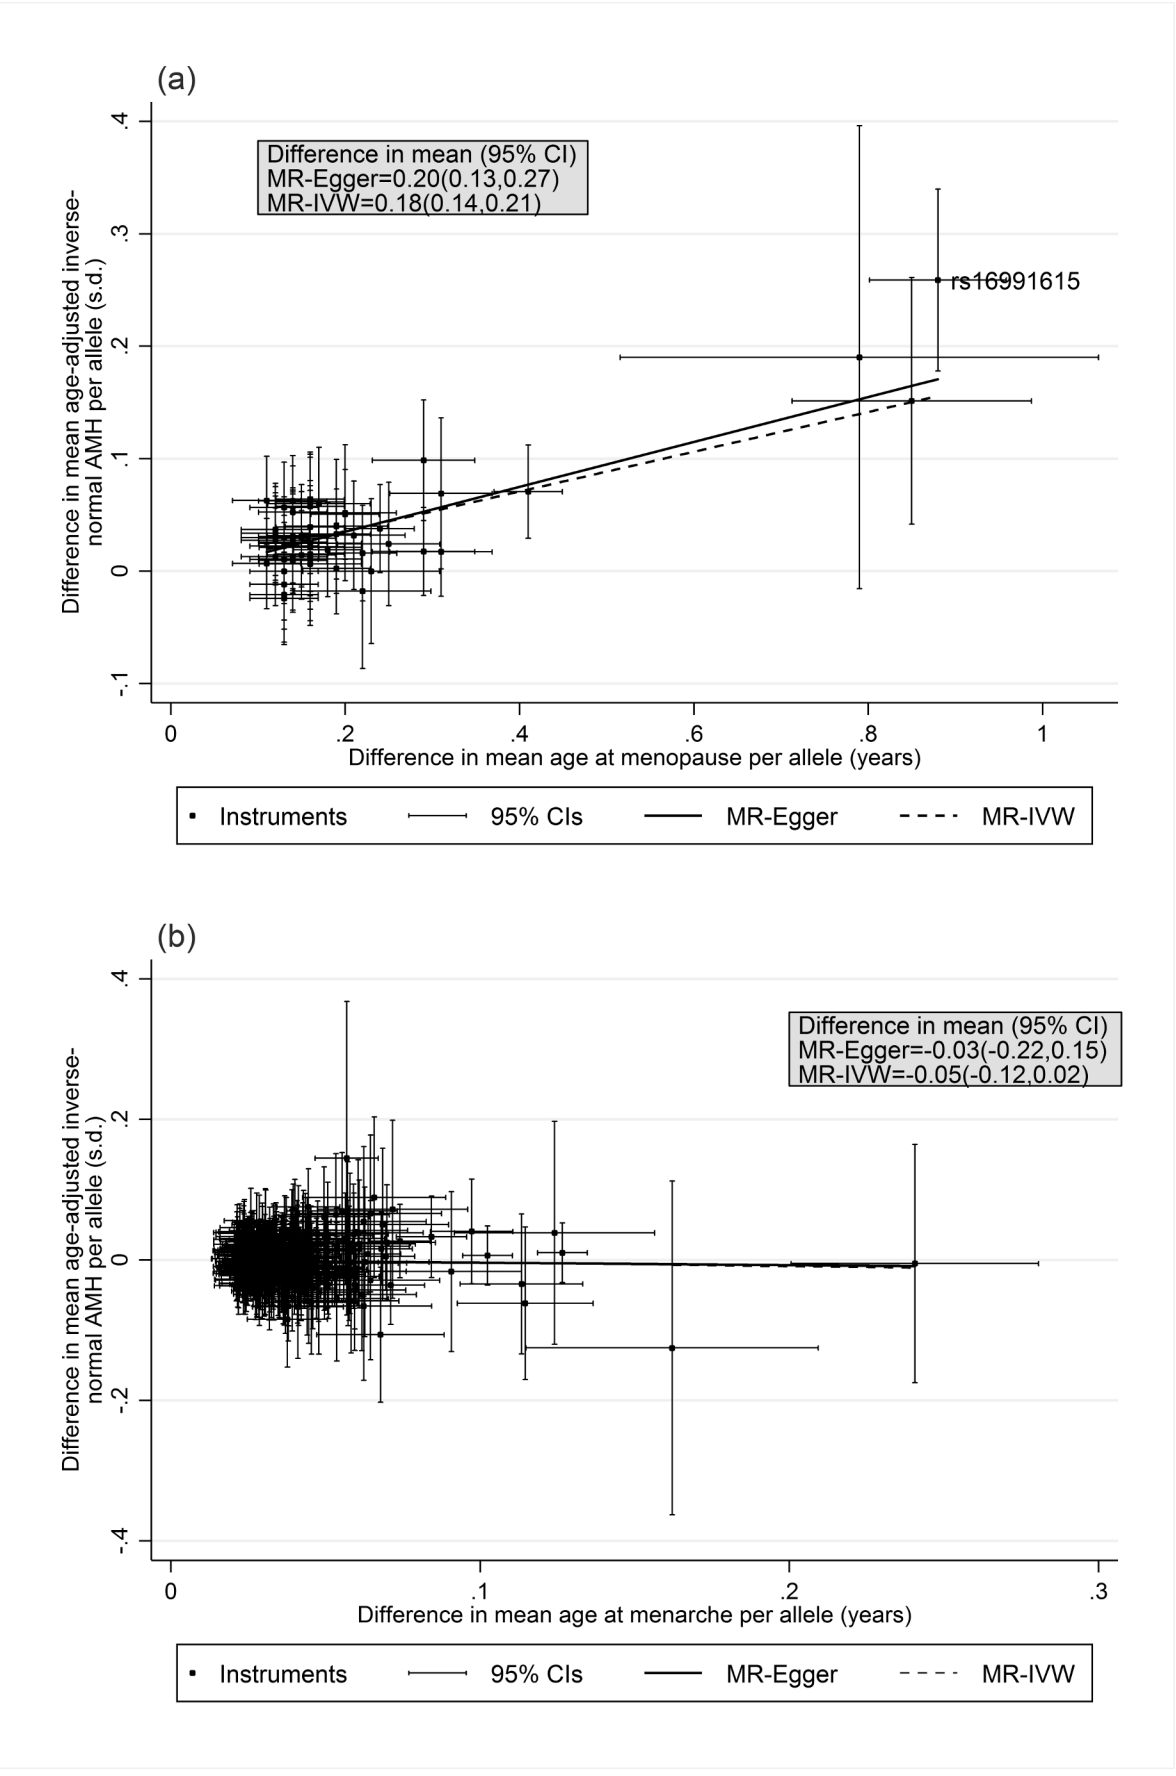 (a)
Difference in mean age-adjusted inverse-
normal AMH per allele (s.d.)
.4
.3
.2
.1
0
-.1
Difference in mean (95% CI)
MR-Egger=0.20(0.13,0.27)
MR-IVW=0.18(0.14,0.21)
rs16991615
0 .2 .4 .6 .8 1
Difference in mean age at menopause per allele (years)
Instruments 95% CIs MR-Egger MR-IVW
(b)
Difference in mean age-adjusted inverse-
normal AMH per allele (s.d.)
.4
.2
0
-.2
-.4
Difference in mean (95% CI)
MR-Egger=-0.03(-0.22,0.15)
MR-IVW=-0.05(-0.12,0.02)
0 .1 .2 .3
Difference in mean age at menarche per allele (years)
Instruments 95% CIs MR-Egger MR-IVW